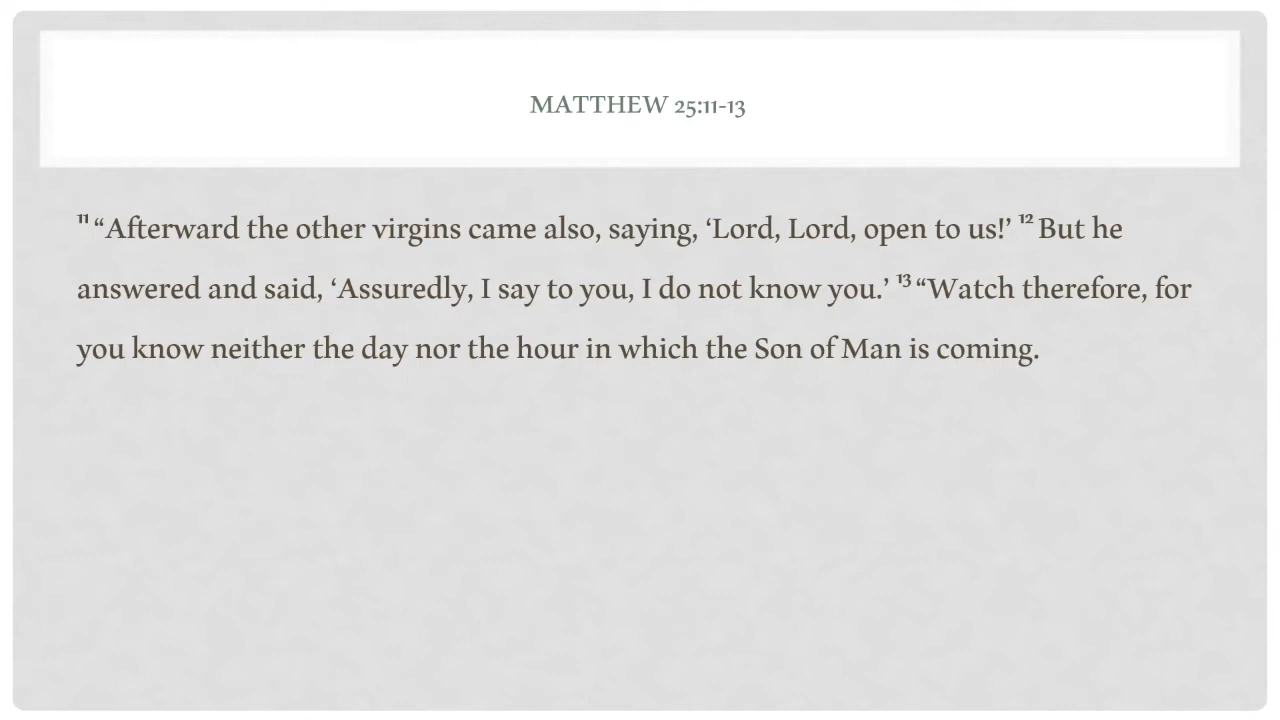 MATTHEW 25:11-13
¹¹ “Afterward the other virgins came also, saying, ‘Lord, Lord, open to us!’ ¹² But he
answered and said, ‘Assuredly, I say to you, I do not know you.’ ¹³ “Watch therefore, for
you know neither the day nor the hour in which the Son of Man is coming.